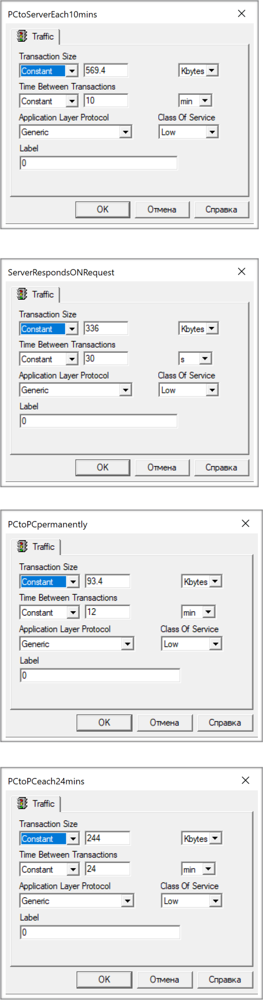 PCtoServerEach10mins
Traffic
Transaction Size
Constant 569.4 Kbytes
Time Between Transactions
Constant 10 min
Application Layer Protocol Class Of Service
Generic Low
Label
0
OK Отмена Справка
ServerRespondsONRequest
Traffic
Transaction Size
Constant 336 Kbytes
Time Between Transactions
Constant 30 s
Application Layer Protocol Class Of Service
Generic Low
Label
0
OK Отмена Справка
PCtoPCpermanently
Traffic
Transaction Size
Constant 93.4 Kbytes
Time Between Transactions
Constant 12 min
Application Layer Protocol Class Of Service
Generic Low
Label
0
OK Отмена Справка
PCtoPCeach24mins
Traffic
Transaction Size
Constant 244 Kbytes
Time Between Transactions
Constant 24 min
Application Layer Protocol Class Of Service
Generic Low
Label
0
OK Отмена Справка